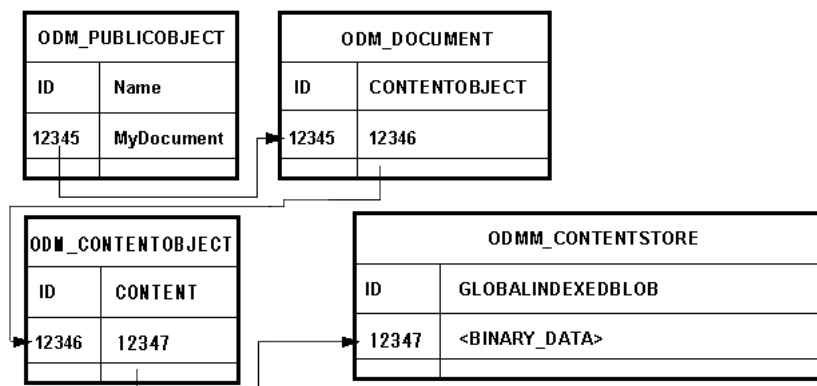 ODM_PUBLICOBJECT
ID Name
12345 MyDocument
ODM_DOCUMENT
ID CONTENTOBJECT
12345 12346
ODM_CONTENTOBJECT
ID CONTENT
12346 12347
ODMM_CONTENTSTORE
ID GLOBALINDEXEDBLOB
12347 <BINARY_DATA>